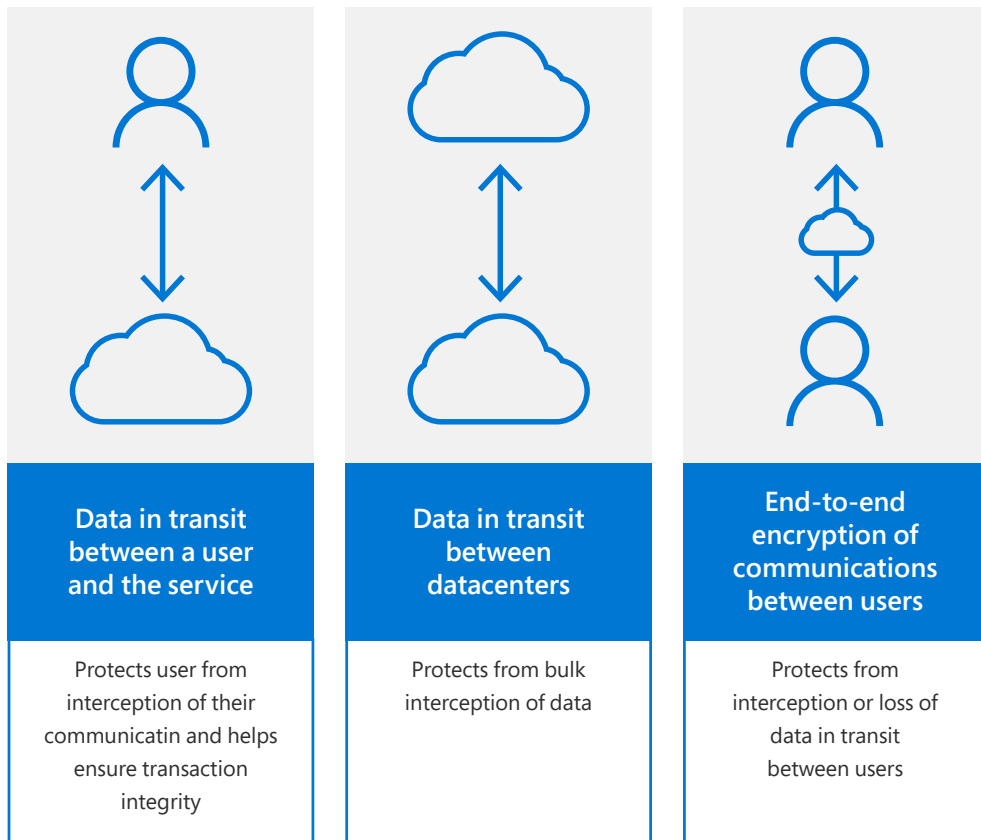 Data in transit
between a user
and the service
Protects user from
interception of their
communicatin and helps
ensure transaction
integrity
Data in transit
between
datacenters
Protects from bulk
interception of data
End-to-end
encryption of
communications
between users
Protects from
interception or loss of
data in transit
between users